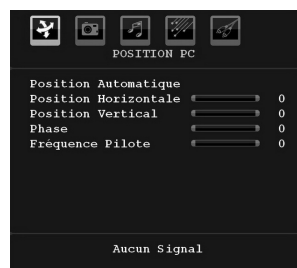 POSITION PC
Position Automatique
Position Horizontale 0
Position Vertical 0
Phase 0
Fréquence Pilote 0
Aucun Signal